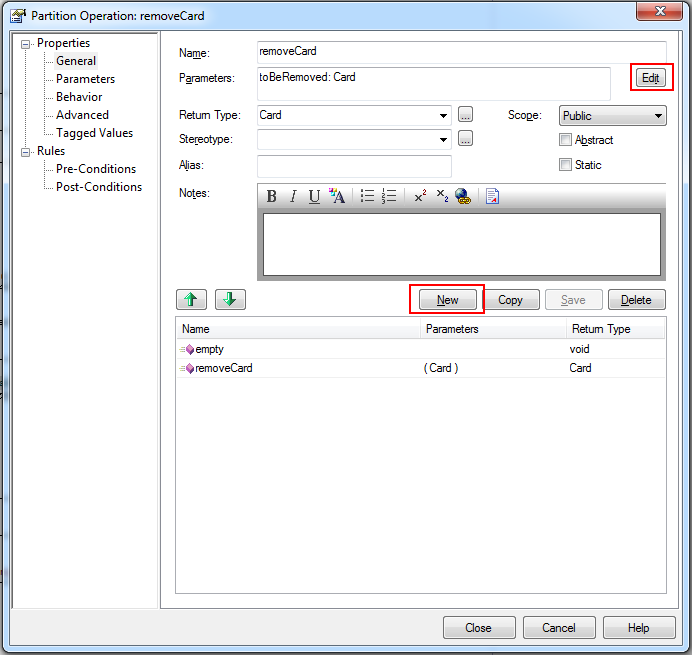 Partition Operation: removeCard
Properties
General
Parameters
Behavior
Advanced
Tagged Values
Rules
Pre-Conditions
Post-Conditions
Name: removeCard
Parameters: toBeRemoved: Card Edit
Return Type: Card ... Scope: Public
Stereotype: ... Abstract
Alias: Static
Notes: B I U A x² x₂
New Copy Save Delete
Name Parameters Return Type
empty void
removeCard ( Card ) Card
Close Cancel Help